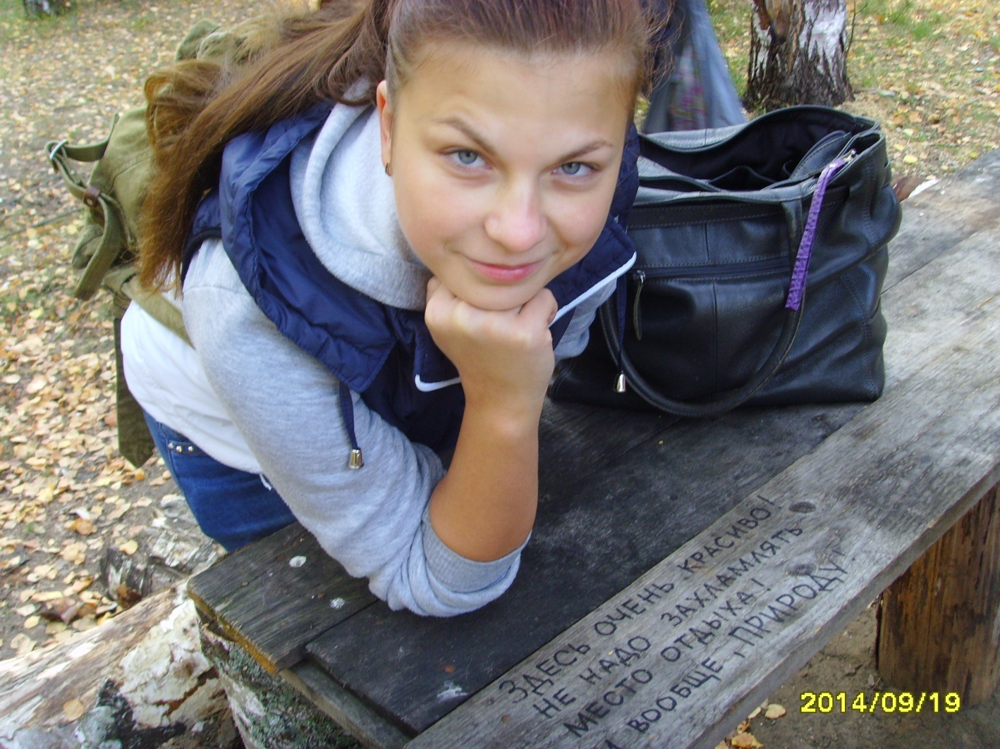 ЗДЕСЬ ОЧЕНЬ КРАСИВО!
НЕ НАДО ЗАХЛАМЛЯТЬ
МЕСТО ОТДЫХА!
И ВООБЩЕ, ПРИРОДУ!
2014/09/19